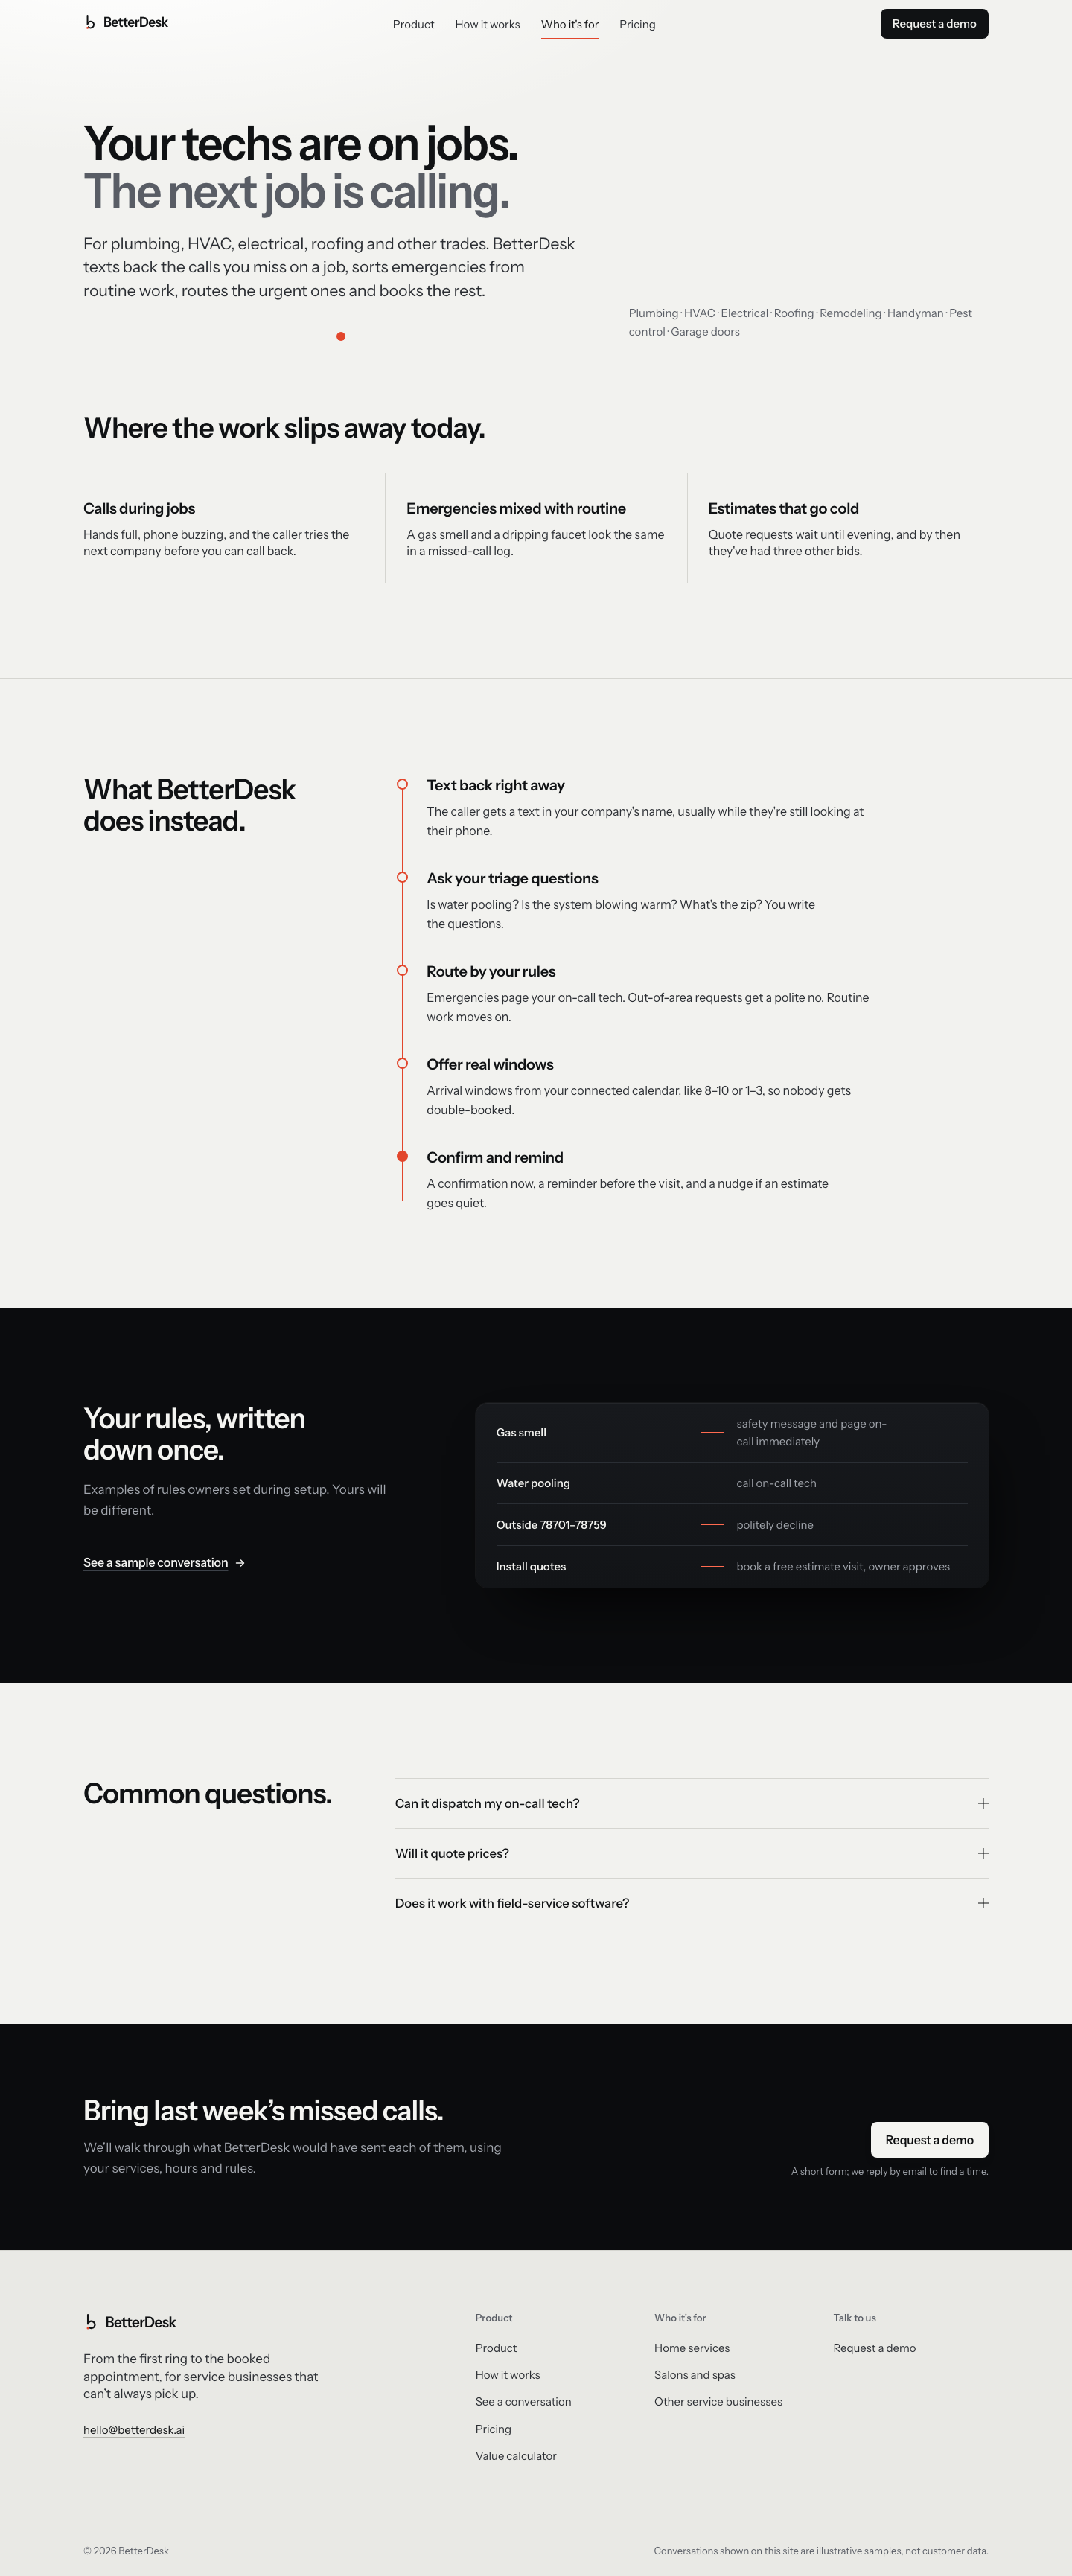 BetterDesk
Product
How it works
Who it's for
Pricing
Request a demo
Your techs are on jobs.
The next job is calling.
For plumbing, HVAC, electrical, roofing and other trades. BetterDesk
texts back the calls you miss on a job, sorts emergencies from
routine work, routes the urgent ones and books the rest.
Plumbing · HVAC · Electrical · Roofing · Remodeling · Handyman · Pest
control · Garage doors
Where the work slips away today.
Calls during jobs
Hands full, phone buzzing, and the caller tries the
next company before you can call back.
Emergencies mixed with routine
A gas smell and a dripping faucet look the same
in a missed-call log.
Estimates that go cold
Quote requests wait until evening, and by then
they've had three other bids.
What BetterDesk
does instead.
Text back right away
The caller gets a text in your company's name, usually while they're still looking at
their phone.
Ask your triage questions
Is water pooling? Is the system blowing warm? What's the zip? You write
the questions.
Route by your rules
Emergencies page your on-call tech. Out-of-area requests get a polite no. Routine
work moves on.
Offer real windows
Arrival windows from your connected calendar, like 8–10 or 1–3, so nobody gets
double-booked.
Confirm and remind
A confirmation now, a reminder before the visit, and a nudge if an estimate
goes quiet.
Your rules, written
down once.
Examples of rules owners set during setup. Yours will
be different.
See a sample conversation →
Gas smell
safety message and page on-
call immediately
Water pooling
call on-call tech
Outside 78701–78759
politely decline
Install quotes
book a free estimate visit, owner approves
Common questions.
Can it dispatch my on-call tech?
Will it quote prices?
Does it work with field-service software?
Bring last week's missed calls.
We'll walk through what BetterDesk would have sent each of them, using
your services, hours and rules.
Request a demo
A short form; we reply by email to find a time.
BetterDesk
From the first ring to the booked
appointment, for service businesses that
can't always pick up.
hello@betterdesk.ai
Product
Product
How it works
See a conversation
Pricing
Value calculator
Who it's for
Home services
Salons and spas
Other service businesses
Talk to us
Request a demo
© 2026 BetterDesk
Conversations shown on this site are illustrative samples, not customer data.